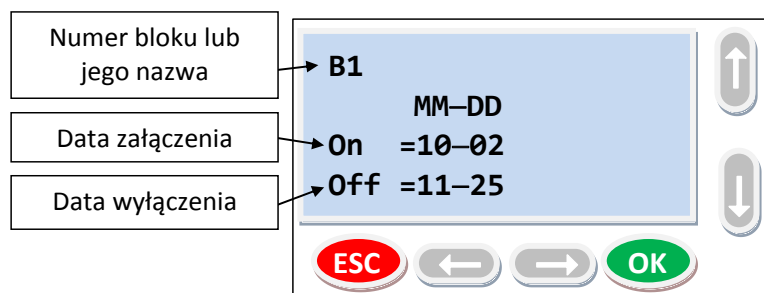 Numer bloku lub
jego nazwa
Data załączenia
Data wyłączenia
B1
MM–DD
On =10–02
Off =11–25
ESC
OK